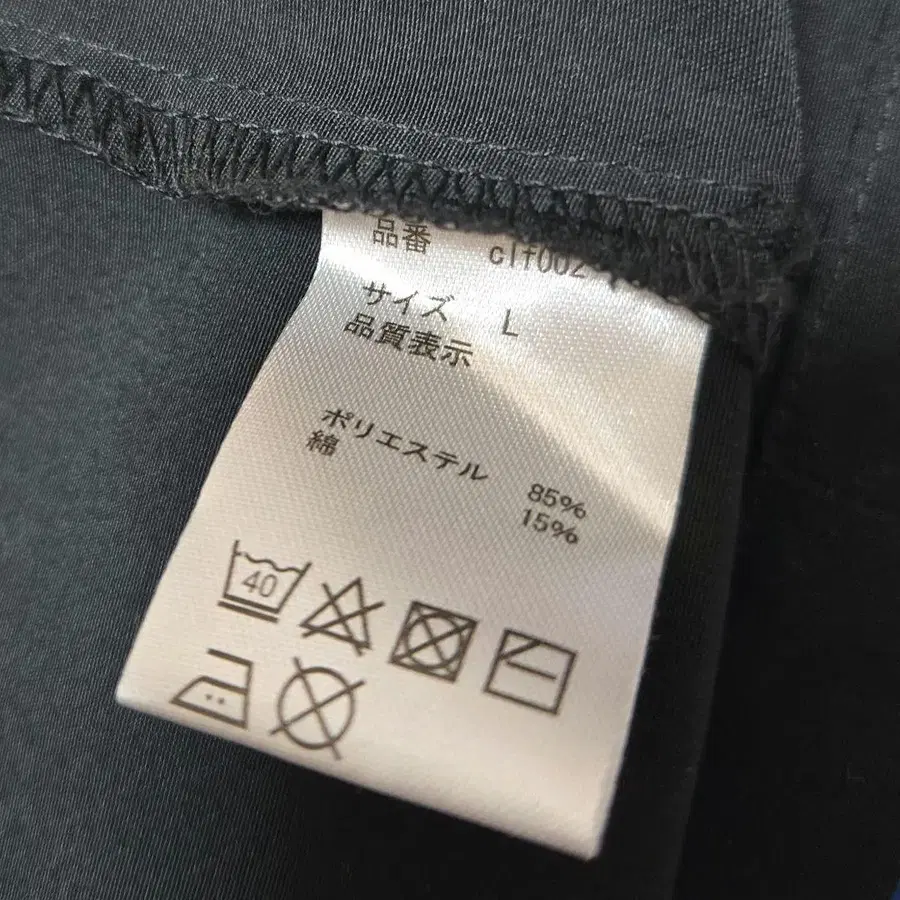 品番 clf002
サイズ L
品質表示
ポリエステル 85%
綿 15%
40